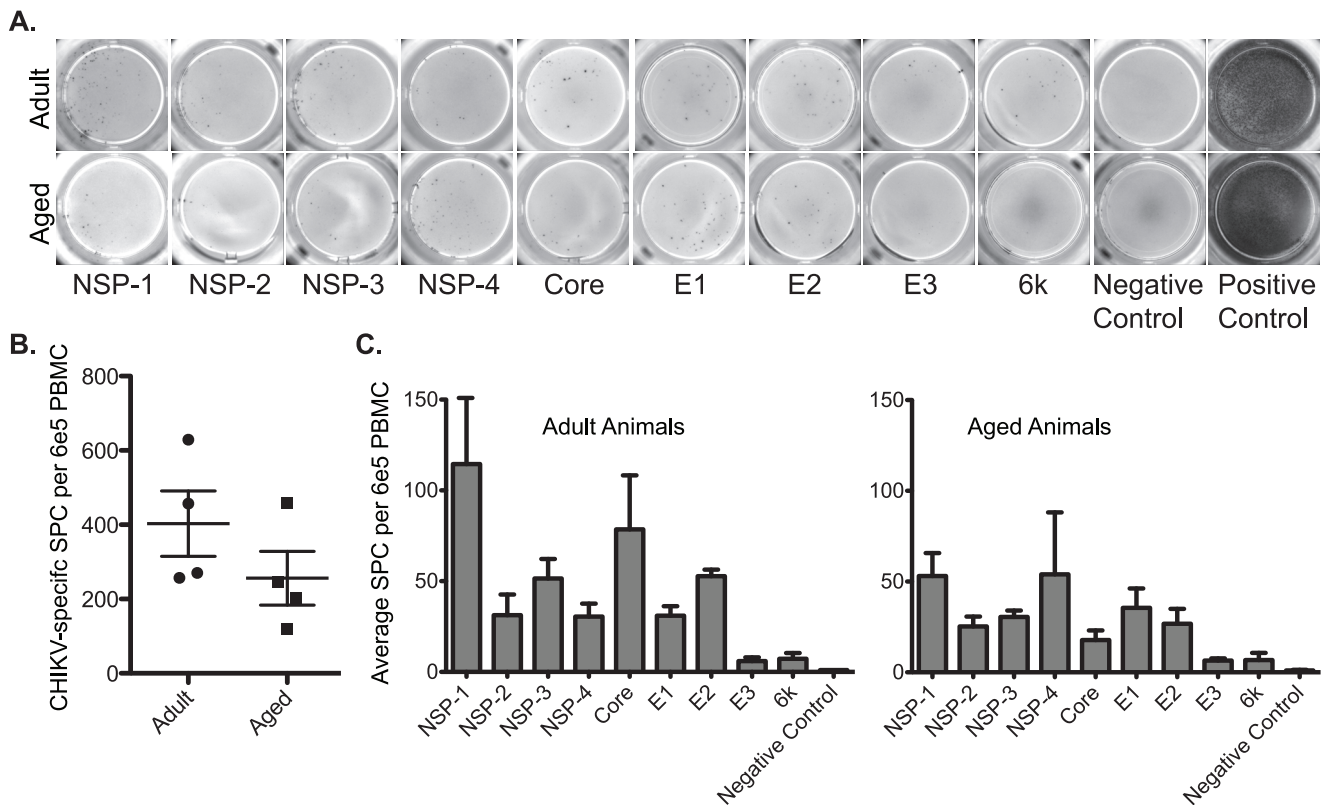 A.
Adult
Aged
NSP-1 NSP-2 NSP-3 NSP-4 Core E1 E2 E3 6k Negative Control Positive Control
B.
CHIKV-specifc SPC per 6e5 PBMC
800
600
400
200
0
Adult Aged
C.
Average SPC per 6e5 PBMC
Adult Animals
150
100
50
0
NSP-1 NSP-2 NSP-3 NSP-4 Core E1 E2 E3 6k Negative Control
Aged Animals
150
100
50
0
NSP-1 NSP-2 NSP-3 NSP-4 Core E1 E2 E3 6k Negative Control